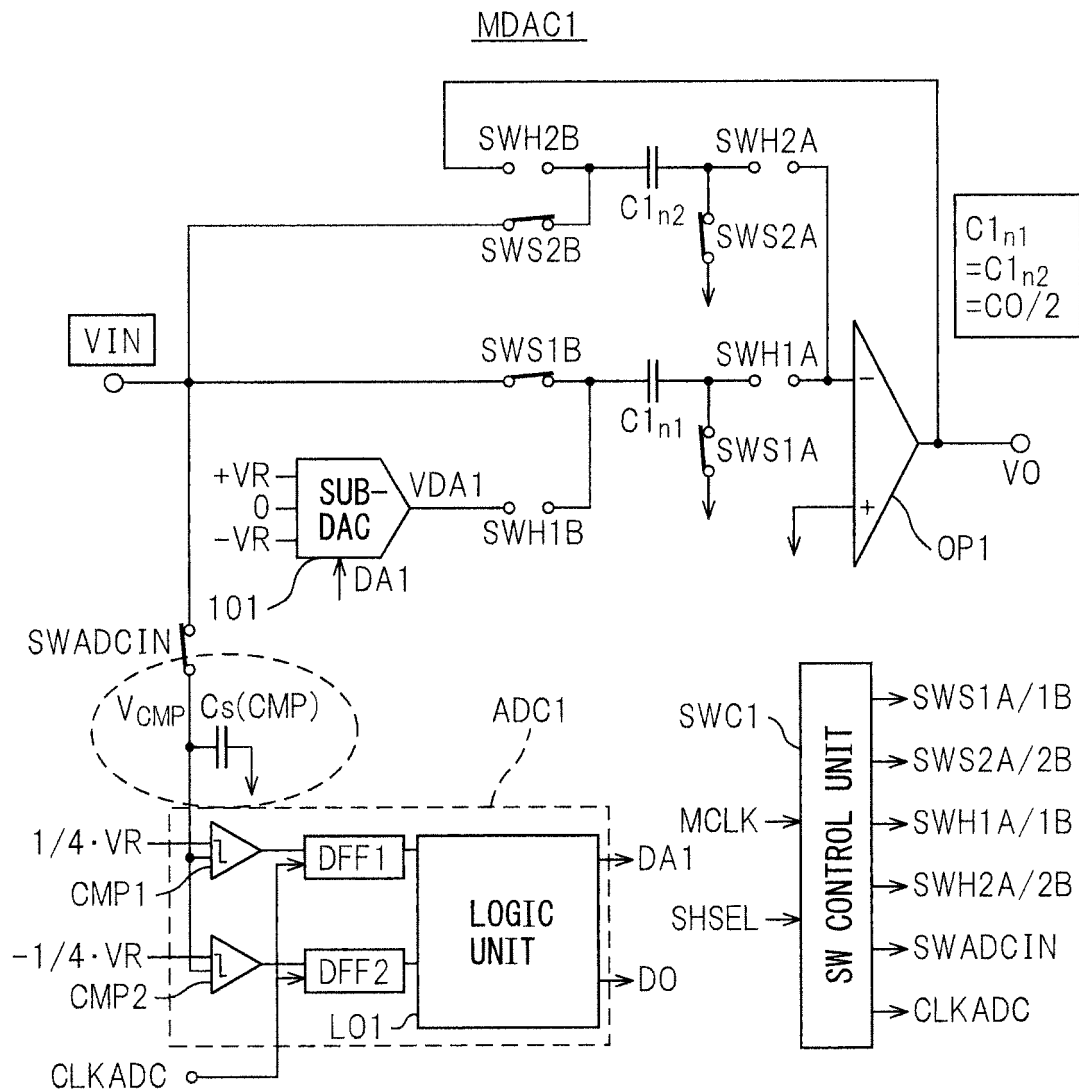 MDAC1
SWH2B
SWH2A
C1n2
SWS2B
SWS2A
C1n1
=C1n2
=CO/2
VIN
SWS1B
SWH1A
C1n1
SWS1A
−
+
VO
OP1
+VR
0
-VR
SUB-
DAC
VDA1
SWH1B
DA1
101
SWADCIN
VCMP
Cs(CMP)
ADC1
1/4·VR
CMP1
DFF1
-1/4·VR
CMP2
DFF2
LOGIC
UNIT
LO1
DA1
DO
CLKADC
SWC1
MCLK
SHSEL
SW CONTROL UNIT
SWS1A/1B
SWS2A/2B
SWH1A/1B
SWH2A/2B
SWADCIN
CLKADC